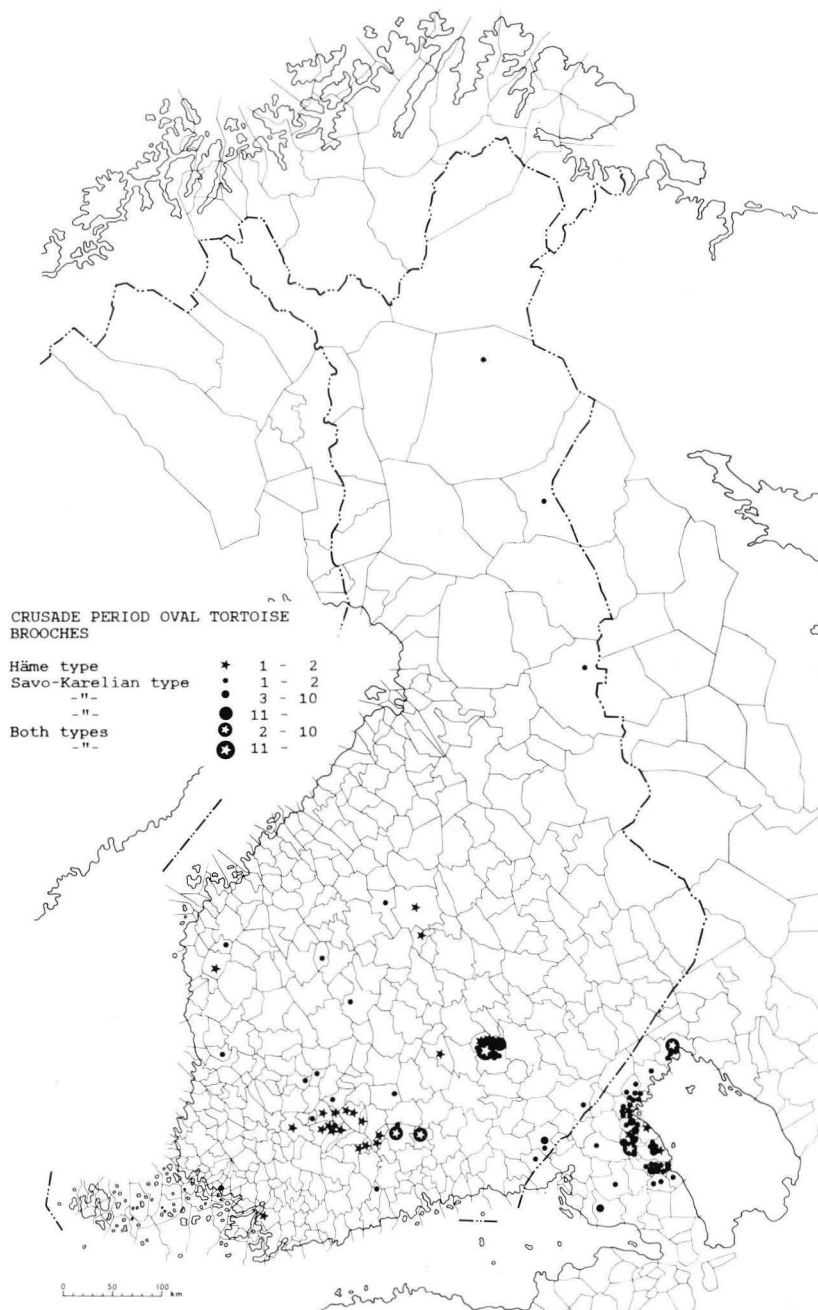 CRUSADE PERIOD OVAL TORTOISE
BROOCHES
Häme type ★ 1 - 2
Savo-Karelian type • 1 - 2
-"- • 3 - 10
-"- ● 11 -
Both types ✪ 2 - 10
-"- ✪ 11 -
0 50 100
km